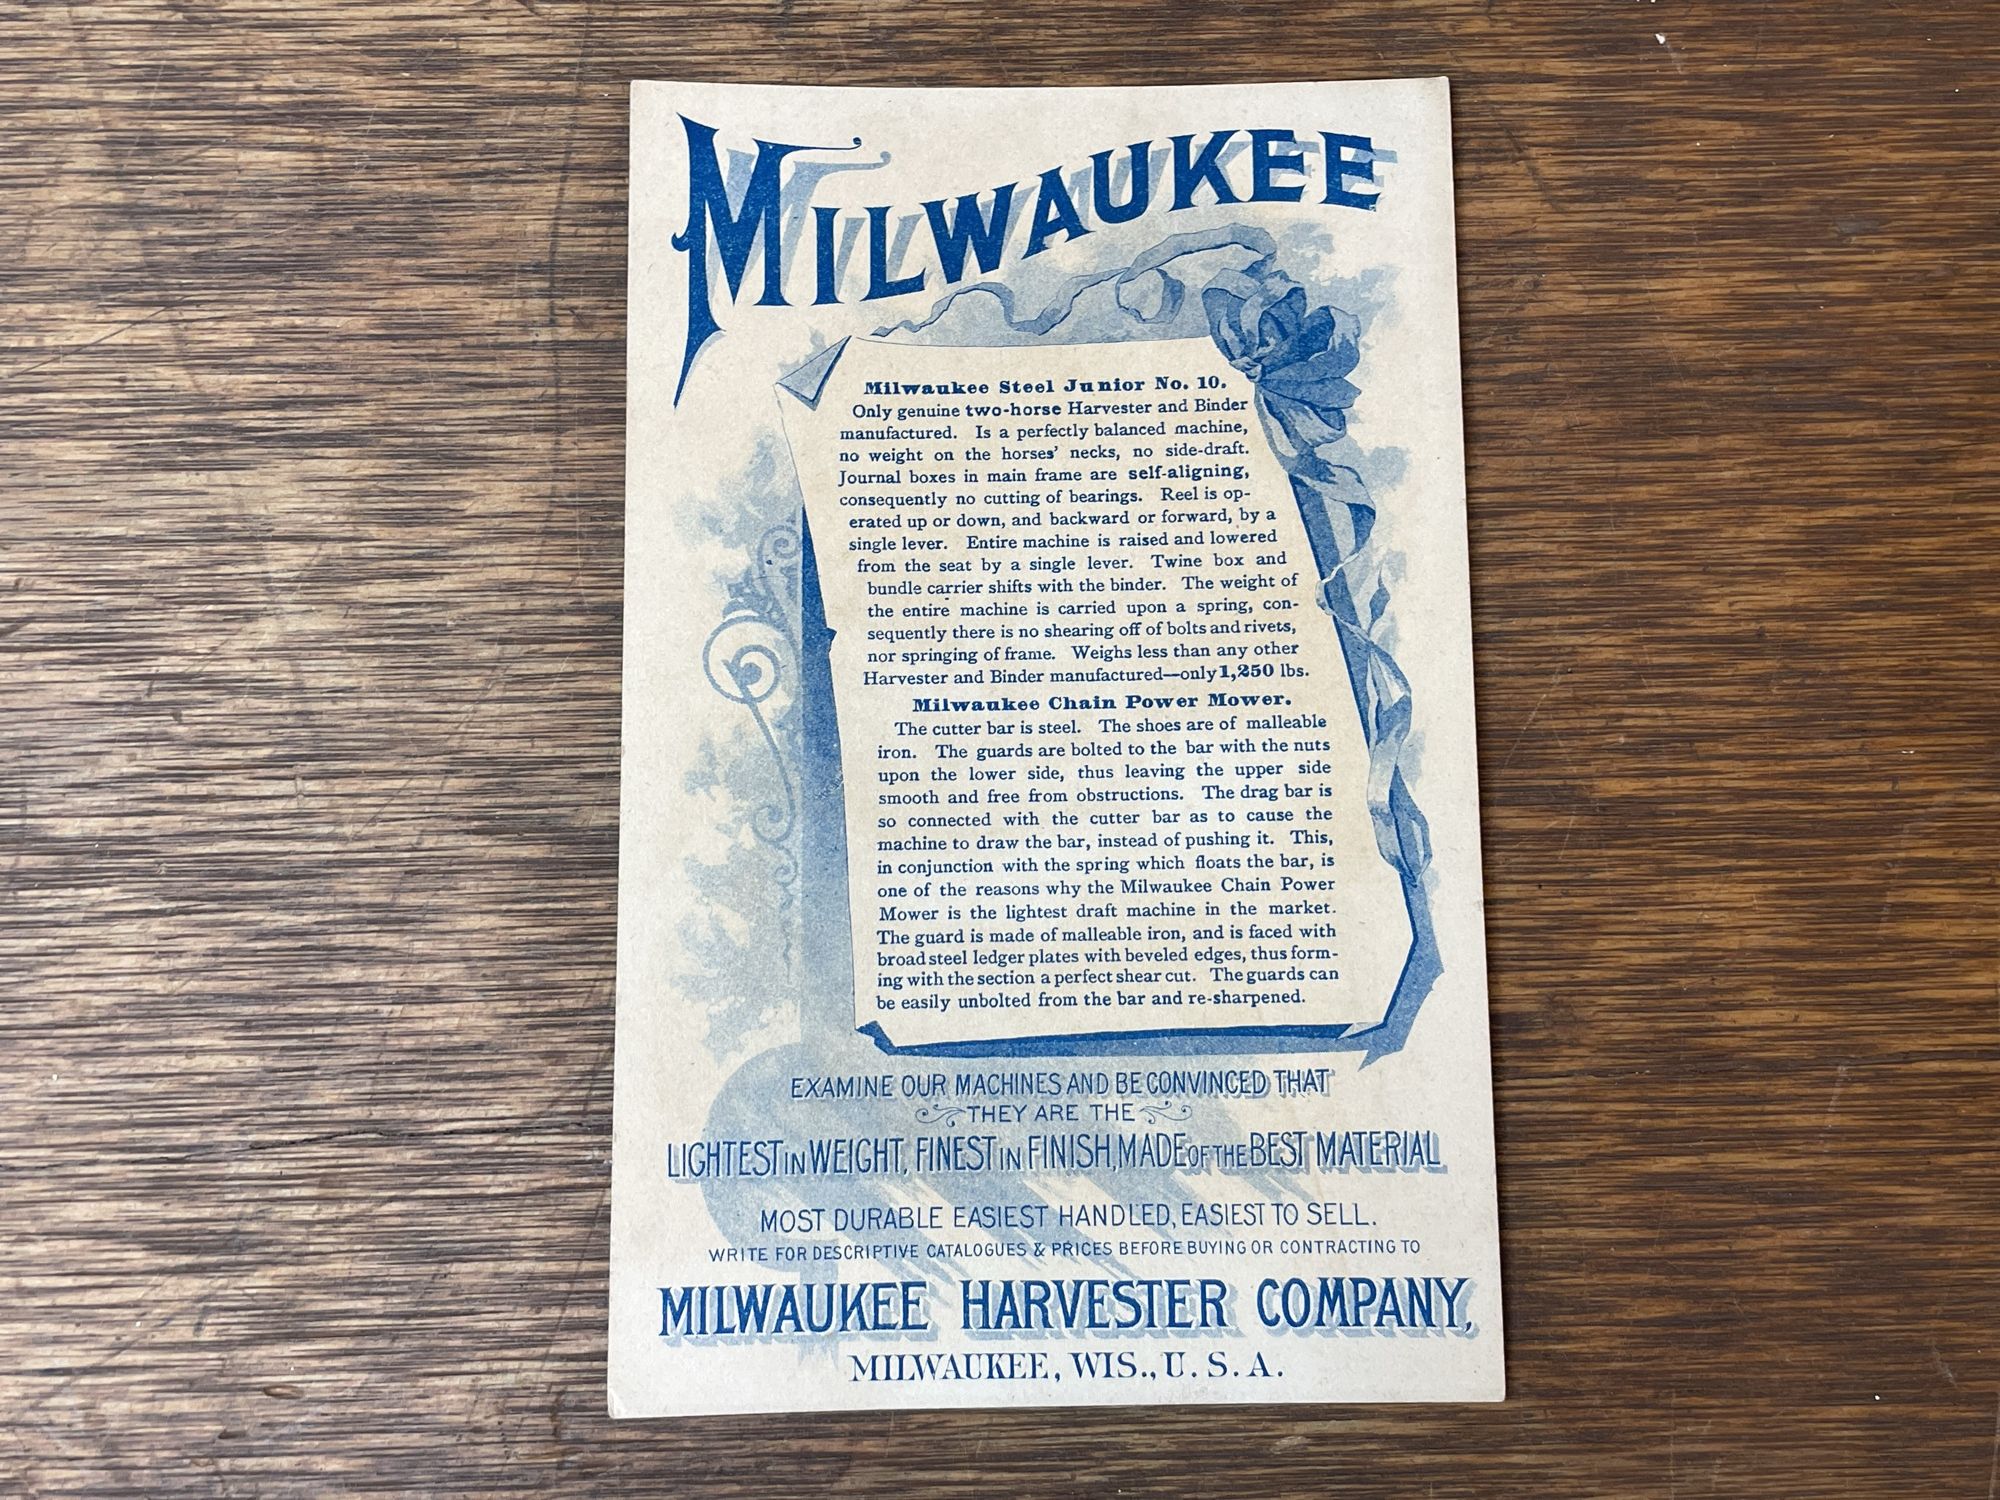 MILWAUKEE
Milwaukee Steel Junior No. 10.
Only genuine two-horse Harvester and Binder
manufactured. Is a perfectly balanced machine,
no weight on the horses' necks, no side-draft.
Journal boxes in main frame are self-aligning,
consequently no cutting of bearings. Reel is op-
erated up or down, and backward or forward, by a
single lever. Entire machine is raised and lowered
from the seat by a single lever. Twine box and
bundle carrier shifts with the binder. The weight of
the entire machine is carried upon a spring, con-
sequently there is no shearing off of bolts and rivets,
nor springing of frame. Weighs less than any other
Harvester and Binder manufactured—only 1,250 lbs.
Milwaukee Chain Power Mower.
The cutter bar is steel. The shoes are of malleable
iron. The guards are bolted to the bar with the nuts
upon the lower side, thus leaving the upper side
smooth and free from obstructions. The drag bar is
so connected with the cutter bar as to cause the
machine to draw the bar, instead of pushing it. This,
in conjunction with the spring which floats the bar, is
one of the reasons why the Milwaukee Chain Power
Mower is the lightest draft machine in the market.
The guard is made of malleable iron, and is faced with
broad steel ledger plates with beveled edges, thus form-
ing with the section a perfect shear cut. The guards can
be easily unbolted from the bar and re-sharpened.
EXAMINE OUR MACHINES AND BE CONVINCED THAT
THEY ARE THE
LIGHTEST IN WEIGHT, FINEST IN FINISH, MADE OF THE BEST MATERIAL
MOST DURABLE EASIEST HANDLED, EASIEST TO SELL.
WRITE FOR DESCRIPTIVE CATALOGUES & PRICES BEFORE BUYING OR CONTRACTING TO
MILWAUKEE HARVESTER COMPANY,
MILWAUKEE, WIS., U. S. A.